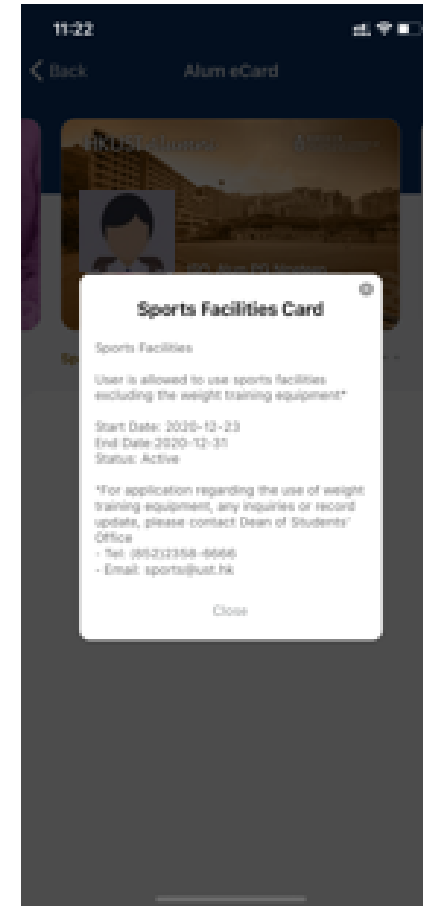 11:22
Back
Alum eCard
HKUST Alumni
Sports Facilities Card
Sports Facilities
User is allowed to use sports facilities
excluding the weight training equipment*
Start Date: 2020-12-23
End Date:2020-12-31
Status: Active
*For application regarding the use of weight
training equipment, any inquiries or record
update, please contact Dean of Students'
Office
- Tel: (852)2358-6666
- Email: sports@ust.hk
Close